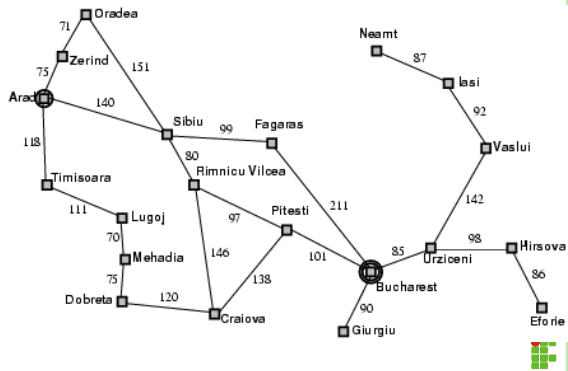 Oradea
71
Neamt
Zerind
87
151
75
Iasi
Arad
140
92
Sibiu
Fagaras
99
118
Vaslui
80
Timisoara
Rimnicu Vilcea
142
211
111
Lugoj
97
Pitesti
70
98
Hirsova
146
85
Mehadia
101
Urziceni
75
138
86
Bucharest
120
Dobreta
90
Craiova
Eforie
Giurgiu